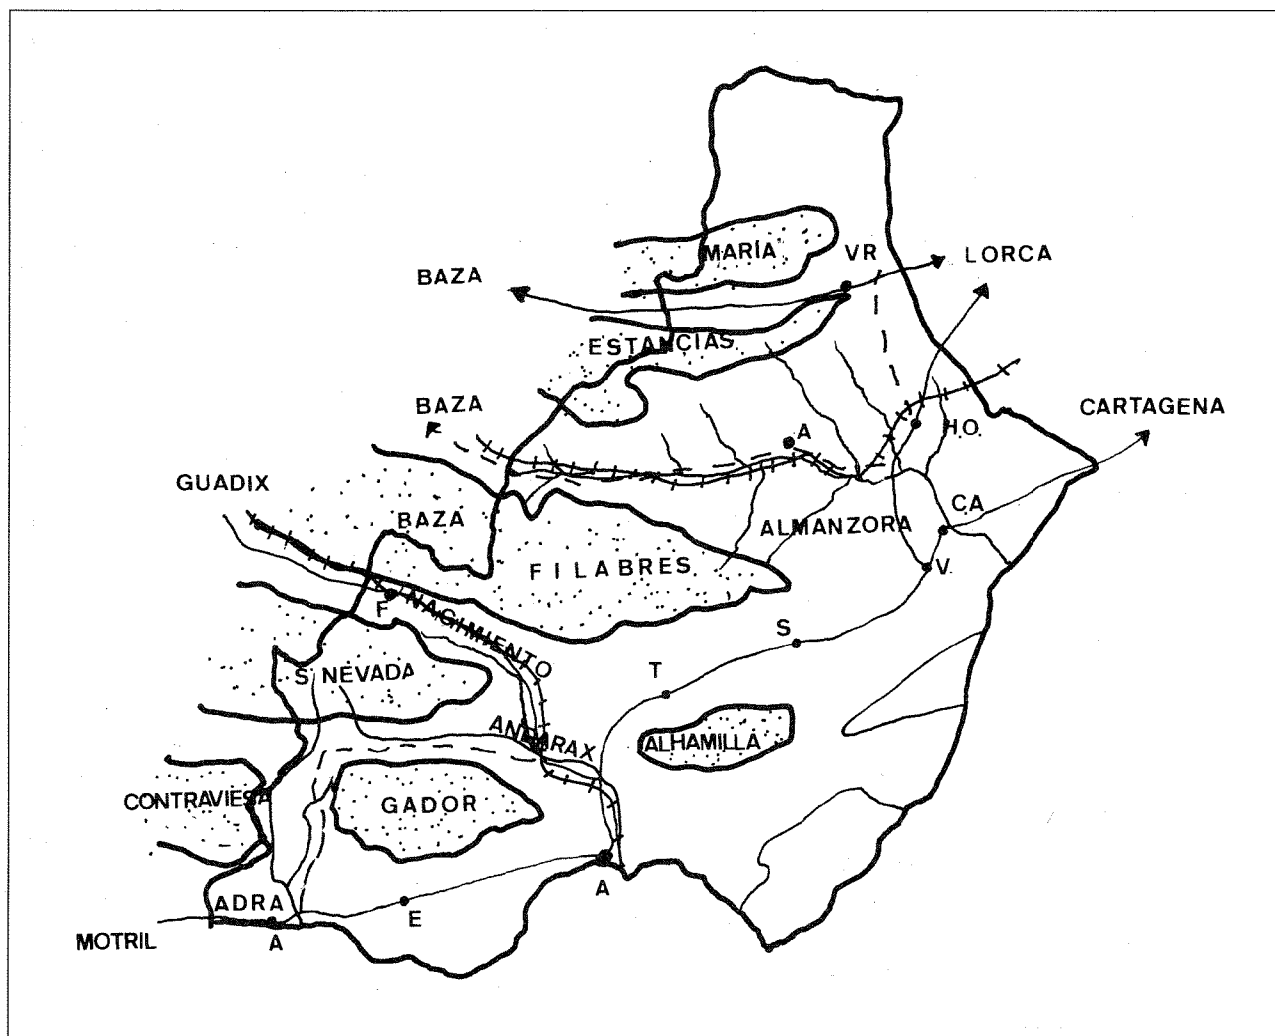 MARÍA
VR
LORCA
BAZA
ESTANCIAS
BAZA
CARTAGENA
A
H.O.
GUADIX
BAZA
ALMANZORA
CA
FILABRES
V.
F
NACIMIENTO
S
S NEVADA
T
ANDARAX
ALHAMILLA
CONTRAVIESA
GADOR
A
ADRA
E
MOTRIL
A